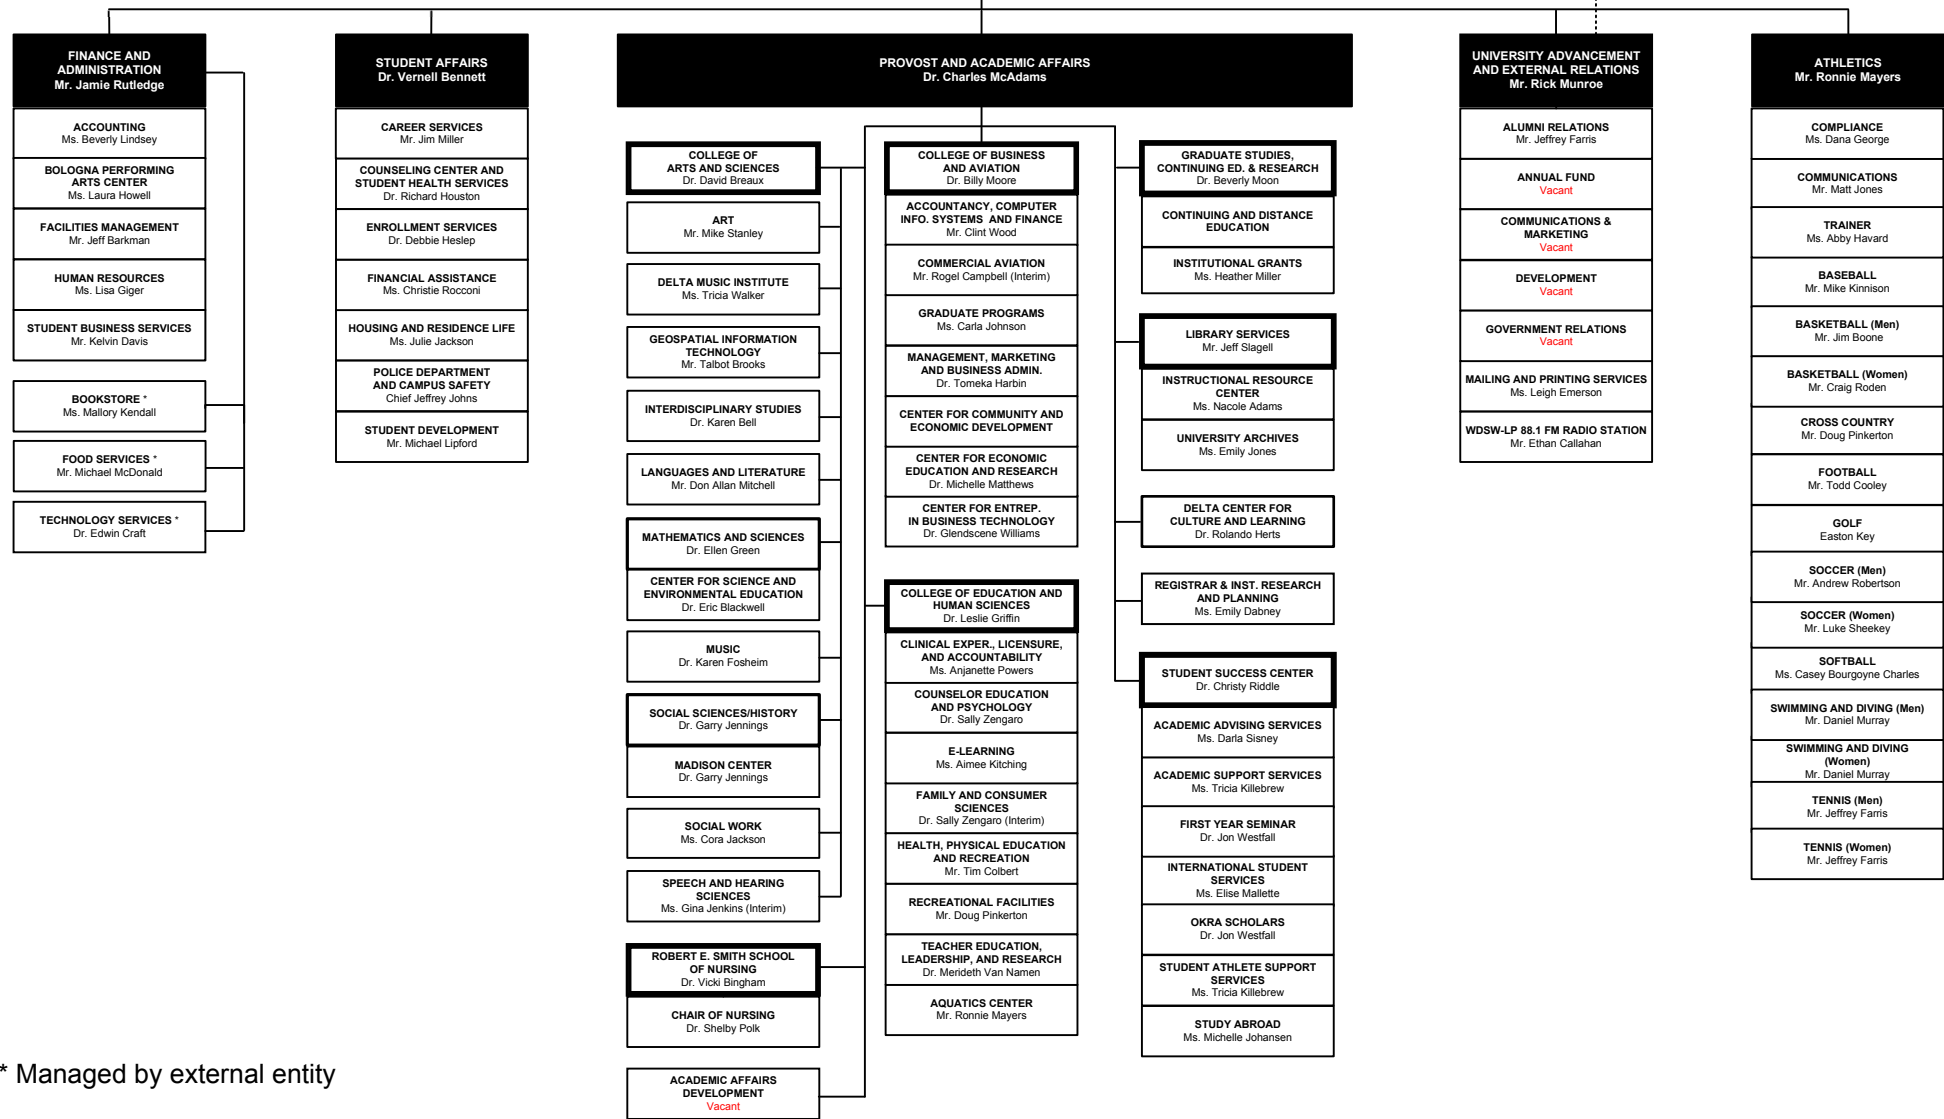 FINANCE AND
ADMINISTRATION
Mr. Jamie Rutledge
ACCOUNTING
Ms. Beverly Lindsey
BOLOGNA PERFORMING
ARTS CENTER
Ms. Laura Howell
FACILITIES MANAGEMENT
Mr. Jeff Barkman
HUMAN RESOURCES
Ms. Lisa Giger
STUDENT BUSINESS SERVICES
Mr. Kelvin Davis
BOOKSTORE *
Ms. Mallory Kendall
FOOD SERVICES *
Mr. Michael McDonald
TECHNOLOGY SERVICES *
Dr. Edwin Craft
STUDENT AFFAIRS
Dr. Vernell Bennett
CAREER SERVICES
Mr. Jim Miller
COUNSELING CENTER AND
STUDENT HEALTH SERVICES
Dr. Richard Houston
ENROLLMENT SERVICES
Dr. Debbie Heslep
FINANCIAL ASSISTANCE
Ms. Christie Rocconi
HOUSING AND RESIDENCE LIFE
Ms. Julie Jackson
POLICE DEPARTMENT
AND CAMPUS SAFETY
Chief Jeffrey Johns
STUDENT DEVELOPMENT
Mr. Michael Lipford
PROVOST AND ACADEMIC AFFAIRS
Dr. Charles McAdams
COLLEGE OF
ARTS AND SCIENCES
Dr. David Breaux
ART
Mr. Mike Stanley
DELTA MUSIC INSTITUTE
Ms. Tricia Walker
GEOSPATIAL INFORMATION
TECHNOLOGY
Mr. Talbot Brooks
INTERDISCIPLINARY STUDIES
Dr. Karen Bell
LANGUAGES AND LITERATURE
Mr. Don Allan Mitchell
MATHEMATICS AND SCIENCES
Dr. Ellen Green
CENTER FOR SCIENCE AND
ENVIRONMENTAL EDUCATION
Dr. Eric Blackwell
MUSIC
Dr. Karen Fosheim
SOCIAL SCIENCES/HISTORY
Dr. Garry Jennings
MADISON CENTER
Dr. Garry Jennings
SOCIAL WORK
Ms. Cora Jackson
SPEECH AND HEARING
SCIENCES
Ms. Gina Jenkins (Interim)
ROBERT E. SMITH SCHOOL
OF NURSING
Dr. Vicki Bingham
CHAIR OF NURSING
Dr. Shelby Polk
ACADEMIC AFFAIRS
DEVELOPMENT
Vacant
COLLEGE OF BUSINESS
AND AVIATION
Dr. Billy Moore
ACCOUNTANCY, COMPUTER
INFO. SYSTEMS AND FINANCE
Mr. Clint Wood
COMMERCIAL AVIATION
Mr. Rogel Campbell (Interim)
GRADUATE PROGRAMS
Ms. Carla Johnson
MANAGEMENT, MARKETING
AND BUSINESS ADMIN.
Dr. Tomeka Harbin
CENTER FOR COMMUNITY AND
ECONOMIC DEVELOPMENT
CENTER FOR ECONOMIC
EDUCATION AND RESEARCH
Dr. Michelle Matthews
CENTER FOR ENTREP.
IN BUSINESS TECHNOLOGY
Dr. Glendscene Williams
COLLEGE OF EDUCATION AND
HUMAN SCIENCES
Dr. Leslie Griffin
CLINICAL EXPER., LICENSURE,
AND ACCOUNTABILITY
Ms. Anjanette Powers
COUNSELOR EDUCATION
AND PSYCHOLOGY
Dr. Sally Zengaro
E-LEARNING
Ms. Aimee Kitching
FAMILY AND CONSUMER
SCIENCES
Dr. Sally Zengaro (Interim)
HEALTH, PHYSICAL EDUCATION
AND RECREATION
Mr. Tim Colbert
RECREATIONAL FACILITIES
Mr. Doug Pinkerton
TEACHER EDUCATION,
LEADERSHIP, AND RESEARCH
Dr. Merideth Van Namen
AQUATICS CENTER
Mr. Ronnie Mayers
GRADUATE STUDIES,
CONTINUING ED. & RESEARCH
Dr. Beverly Moon
CONTINUING AND DISTANCE
EDUCATION
INSTITUTIONAL GRANTS
Ms. Heather Miller
LIBRARY SERVICES
Mr. Jeff Slagell
INSTRUCTIONAL RESOURCE
CENTER
Ms. Nacole Adams
UNIVERSITY ARCHIVES
Ms. Emily Jones
DELTA CENTER FOR
CULTURE AND LEARNING
Dr. Rolando Herts
REGISTRAR & INST. RESEARCH
AND PLANNING
Ms. Emily Dabney
STUDENT SUCCESS CENTER
Dr. Christy Riddle
ACADEMIC ADVISING SERVICES
Ms. Darla Sisney
ACADEMIC SUPPORT SERVICES
Ms. Tricia Killebrew
FIRST YEAR SEMINAR
Dr. Jon Westfall
INTERNATIONAL STUDENT
SERVICES
Ms. Elise Mallette
OKRA SCHOLARS
Dr. Jon Westfall
STUDENT ATHLETE SUPPORT
SERVICES
Ms. Tricia Killebrew
STUDY ABROAD
Ms. Michelle Johansen
UNIVERSITY ADVANCEMENT
AND EXTERNAL RELATIONS
Mr. Rick Munroe
ALUMNI RELATIONS
Mr. Jeffrey Farris
ANNUAL FUND
Vacant
COMMUNICATIONS &
MARKETING
Vacant
DEVELOPMENT
Vacant
GOVERNMENT RELATIONS
Vacant
MAILING AND PRINTING SERVICES
Ms. Leigh Emerson
WDSW-LP 88.1 FM RADIO STATION
Mr. Ethan Callahan
ATHLETICS
Mr. Ronnie Mayers
COMPLIANCE
Ms. Dana George
COMMUNICATIONS
Mr. Matt Jones
TRAINER
Ms. Abby Havard
BASEBALL
Mr. Mike Kinnison
BASKETBALL (Men)
Mr. Jim Boone
BASKETBALL (Women)
Mr. Craig Roden
CROSS COUNTRY
Mr. Doug Pinkerton
FOOTBALL
Mr. Todd Cooley
GOLF
Easton Key
SOCCER (Men)
Mr. Andrew Robertson
SOCCER (Women)
Mr. Luke Sheekey
SOFTBALL
Ms. Casey Bourgoyne Charles
SWIMMING AND DIVING (Men)
Mr. Daniel Murray
SWIMMING AND DIVING
(Women)
Mr. Daniel Murray
TENNIS (Men)
Mr. Jeffrey Farris
TENNIS (Women)
Mr. Jeffrey Farris
* Managed by external entity